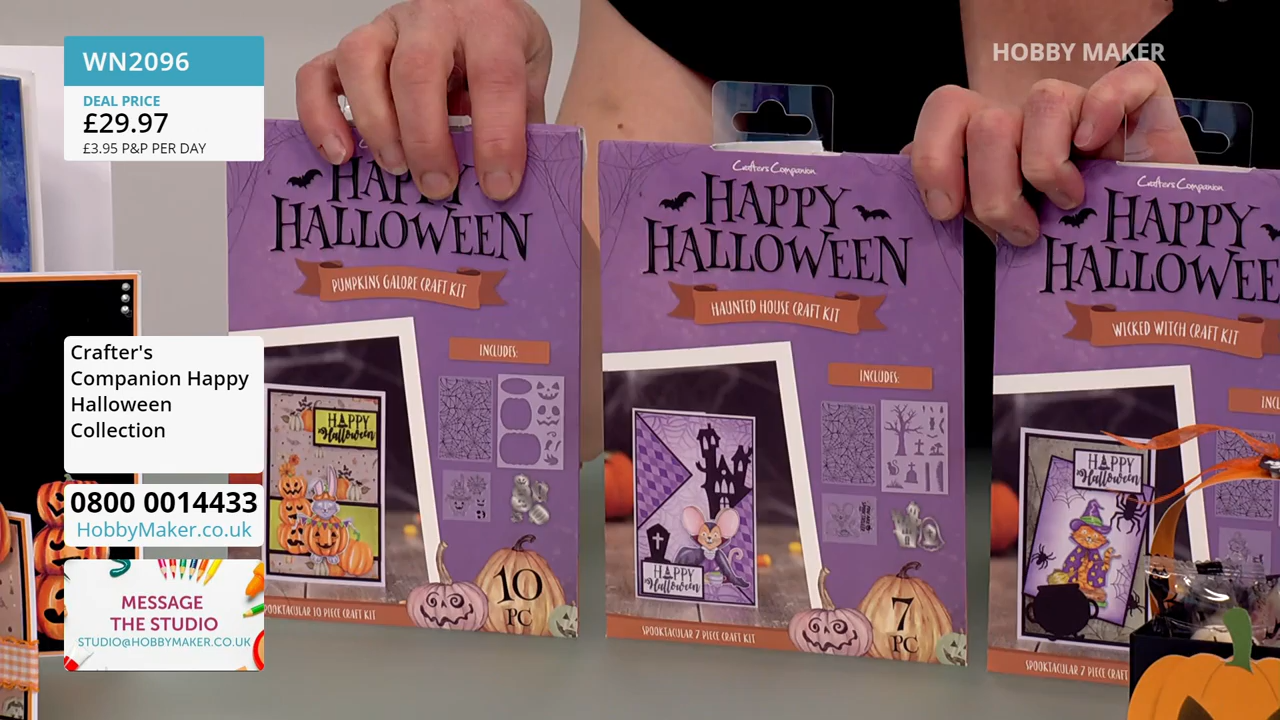 WN2096
DEAL PRICE
£29.97
£3.95 P&P PER DAY
HOBBY MAKER
Crafter's
Companion Happy
Halloween
Collection
0800 0014433
HobbyMaker.co.uk
MESSAGE
THE STUDIO
STUDIO@HOBBYMAKER.CO.UK
HAPPY
HALLOWEEN
PUMPKINS GALORE CRAFT KIT
INCLUDES:
HAPPY
Halloween
10
PC
SPOOKTACULAR 10 PIECE CRAFT KIT
Crafter's Companion
HAPPY
HALLOWEEN
HAUNTED HOUSE CRAFT KIT
INCLUDES:
HAPPY
Halloween
7
PC
SPOOKTACULAR 7 PIECE CRAFT KIT
Crafter's Companion
HAPPY
HALLOWEE
WICKED WITCH CRAFT KIT
INCL
HAPPY
Halloween
SPOOKTACULAR 7 PIECE CRAFT